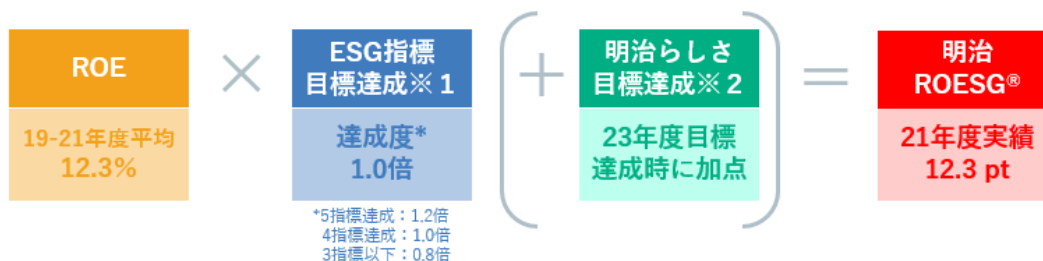 ROE
19-21年度平均
12.3%
×
ESG指標
目標達成※1
達成度*
1.0倍
*5指標達成：1.2倍
4指標達成：1.0倍
3指標以下：0.8倍
(
+
明治らしさ
目標達成※2
23年度目標
達成時に加点
)
=
明治
ROESG®
21年度実績
12.3 pt